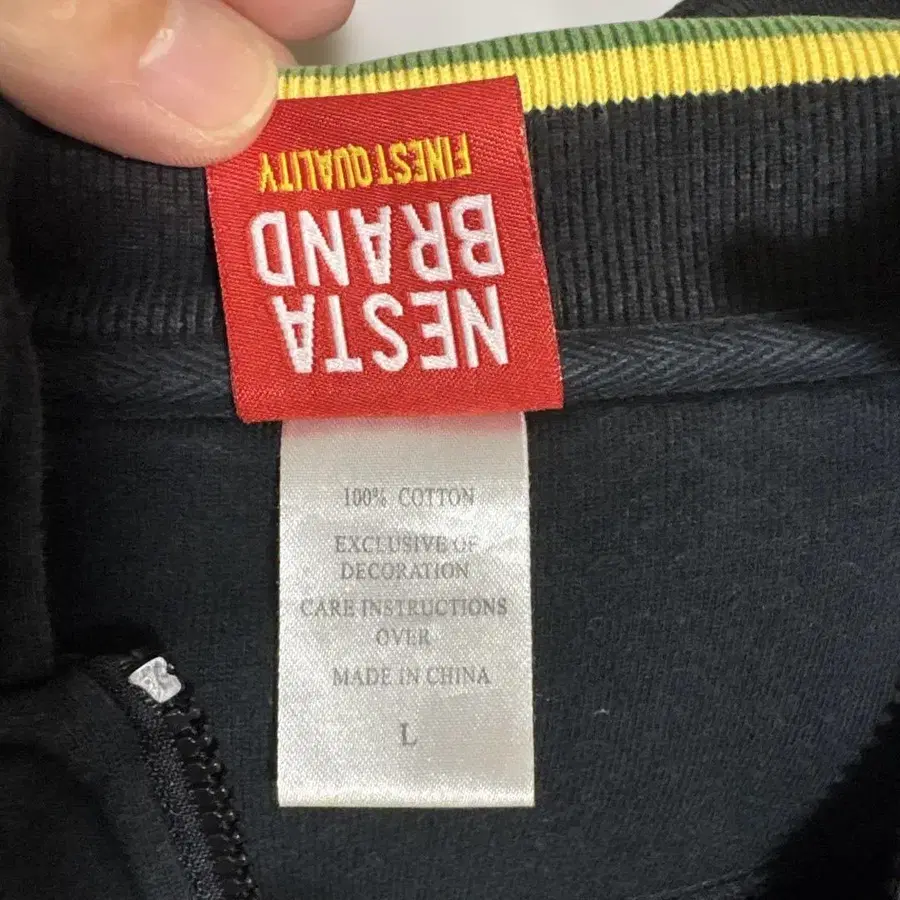 NESTA
BRAND
FINEST QUALITY
100% COTTON
EXCLUSIVE OF
DECORATION
CARE INSTRUCTIONS
OVER
MADE IN CHINA
L